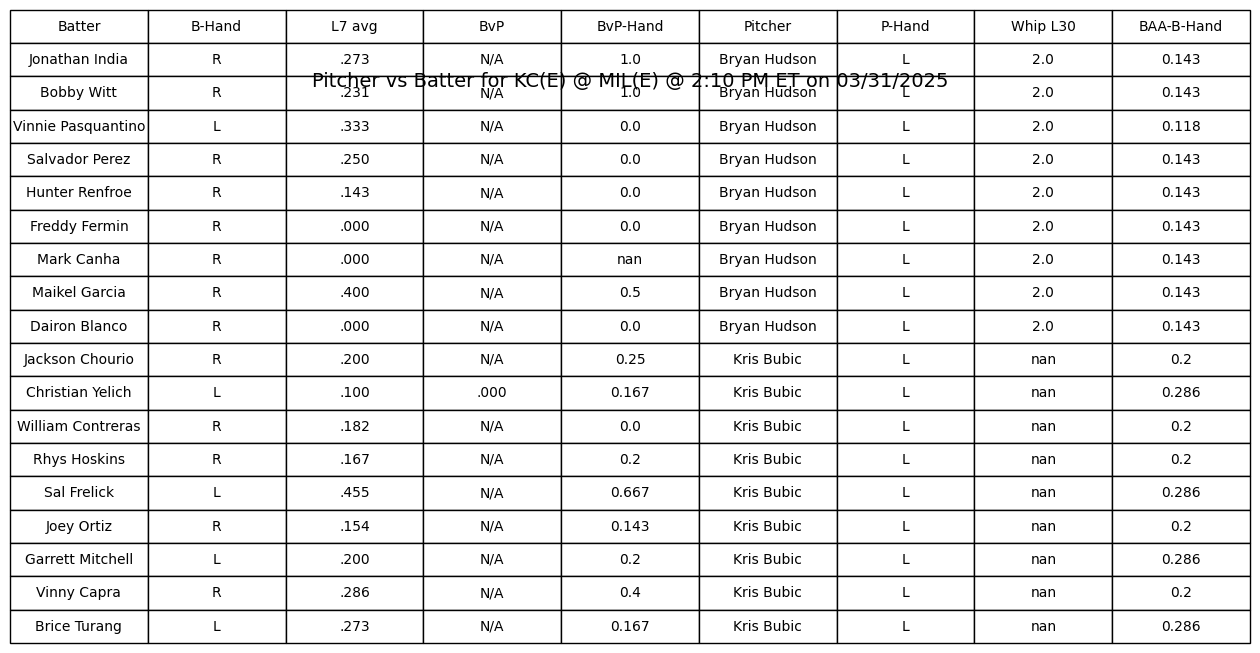 Batter B-Hand L7 avg BvP BvP-Hand Pitcher P-Hand Whip L30 BAA-B-Hand
Jonathan India R .273 N/A 1.0 Bryan Hudson L 2.0 0.143
Pitcher vs Batter for KC(E) @ MIL(E) @ 2:10 PM ET on 03/31/2025
Bobby Witt R .231 N/A 1.0 Bryan Hudson L 2.0 0.143
Vinnie Pasquantino L .333 N/A 0.0 Bryan Hudson L 2.0 0.118
Salvador Perez R .250 N/A 0.0 Bryan Hudson L 2.0 0.143
Hunter Renfroe R .143 N/A 0.0 Bryan Hudson L 2.0 0.143
Freddy Fermin R .000 N/A 0.0 Bryan Hudson L 2.0 0.143
Mark Canha R .000 N/A nan Bryan Hudson L 2.0 0.143
Maikel Garcia R .400 N/A 0.5 Bryan Hudson L 2.0 0.143
Dairon Blanco R .000 N/A 0.0 Bryan Hudson L 2.0 0.143
Jackson Chourio R .200 N/A 0.25 Kris Bubic L nan 0.2
Christian Yelich L .100 .000 0.167 Kris Bubic L nan 0.286
William Contreras R .182 N/A 0.0 Kris Bubic L nan 0.2
Rhys Hoskins R .167 N/A 0.2 Kris Bubic L nan 0.2
Sal Frelick L .455 N/A 0.667 Kris Bubic L nan 0.286
Joey Ortiz R .154 N/A 0.143 Kris Bubic L nan 0.2
Garrett Mitchell L .200 N/A 0.2 Kris Bubic L nan 0.286
Vinny Capra R .286 N/A 0.4 Kris Bubic L nan 0.2
Brice Turang L .273 N/A 0.167 Kris Bubic L nan 0.286